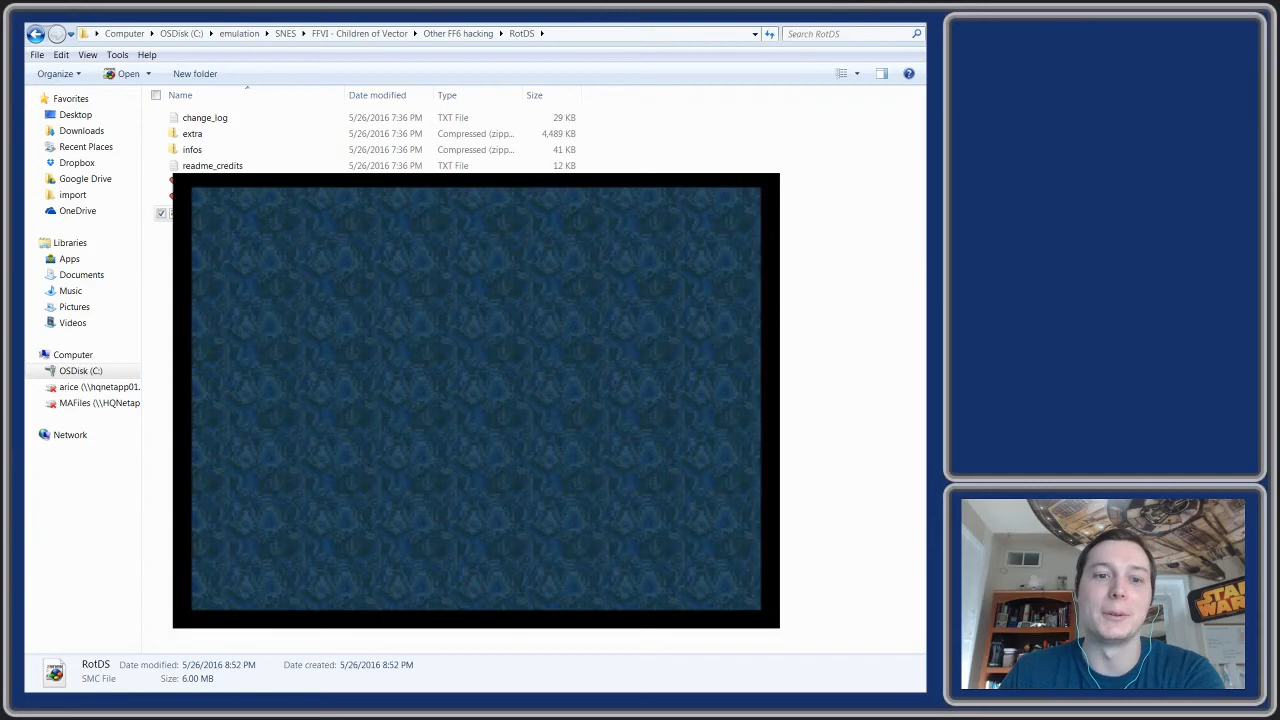 Computer OSDisk (C:) emulation SNES FFVI - Children of Vector Other FF6 hacking RotDS Search RotDS
File Edit View Tools Help
Organize Open New folder
Name Date modified Type Size
Favorites
Desktop
Downloads
Recent Places
Dropbox
Google Drive
import
OneDrive
Libraries
Apps
Documents
Music
Pictures
Videos
Computer
OSDisk (C:)
arice (\\hqnetapp01.
MAFiles (\\HQNetap
Network
change_log 5/26/2016 7:36 PM TXT File 29 KB
extra 5/26/2016 7:36 PM Compressed (zipp... 4,489 KB
infos 5/26/2016 7:36 PM Compressed (zipp... 41 KB
readme_credits 5/26/2016 7:36 PM TXT File 12 KB
RotDS Date modified: 5/26/2016 8:52 PM Date created: 5/26/2016 8:52 PM
SMC File Size: 6.00 MB
STAR
WAR